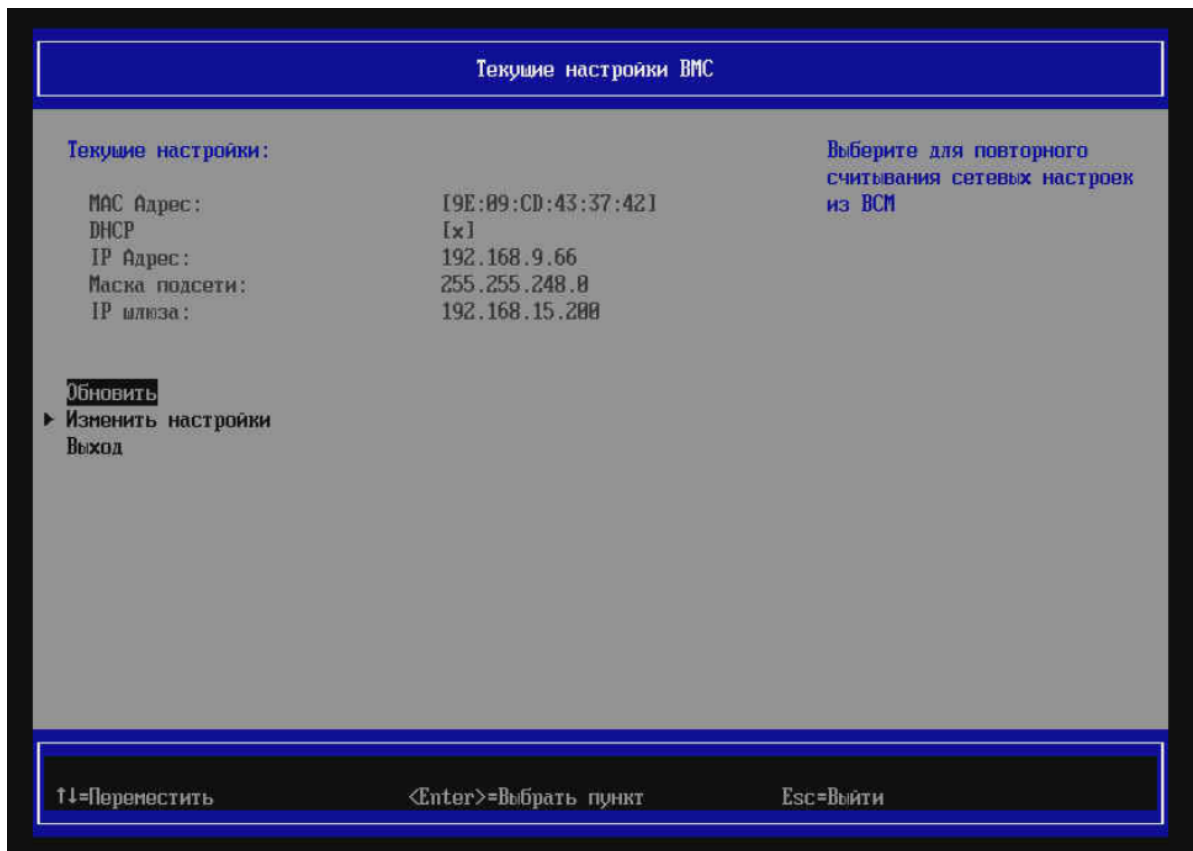 Текущие настройки BMC
Текущие настройки:
Выберите для повторного
считывания сетевых настроек
из BCM
MAC Адрес: [9E:09:CD:43:37:42]
DHCP [x]
IP Адрес: 192.168.9.66
Маска подсети: 255.255.248.0
IP шлюза: 192.168.15.200
Обновить
Изменить настройки
Выход
↑↓=Переместить <Enter>=Выбрать пункт Esc=Выйти